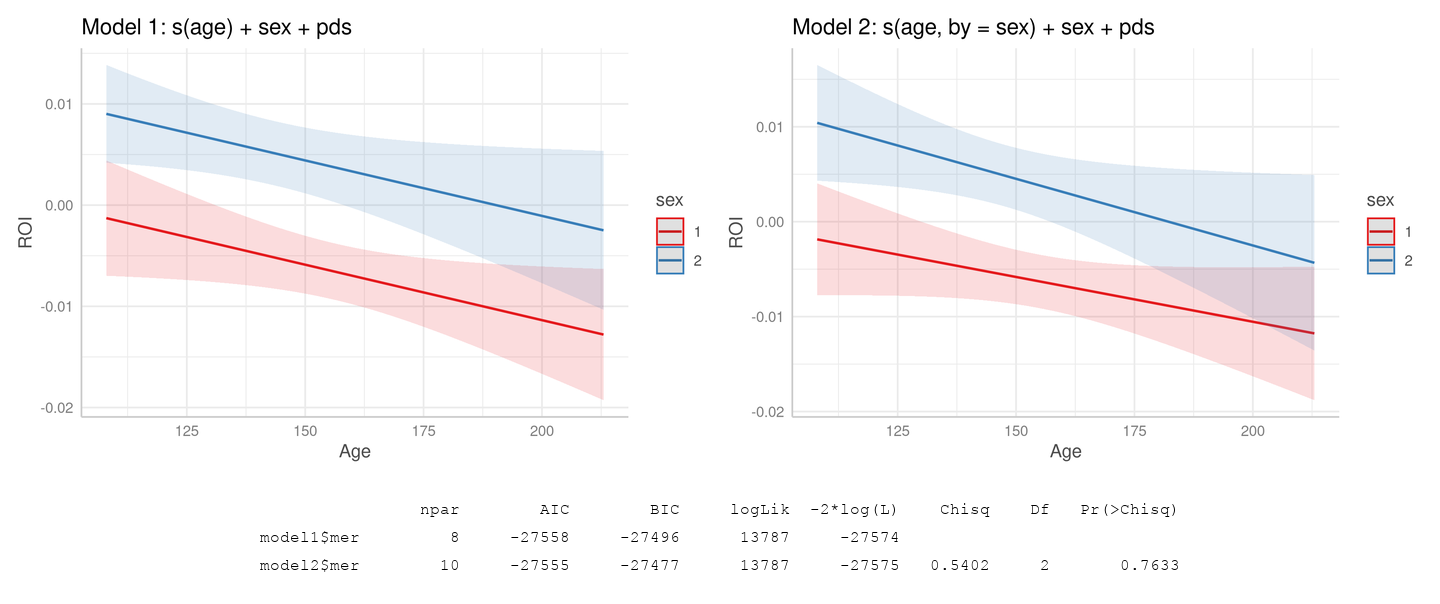 Model 1: s(age) + sex + pds
0.01
0.00
-0.01
-0.02
ROI
125 150 175 200
Age
sex
1
2
Model 2: s(age, by = sex) + sex + pds
0.01
0.00
-0.01
-0.02
ROI
125 150 175 200
Age
sex
1
2
npar AIC BIC logLik -2*log(L) Chisq Df Pr(>Chisq)
model1$mer 8 -27558 -27496 13787 -27574
model2$mer 10 -27555 -27477 13787 -27575 0.5402 2 0.7633